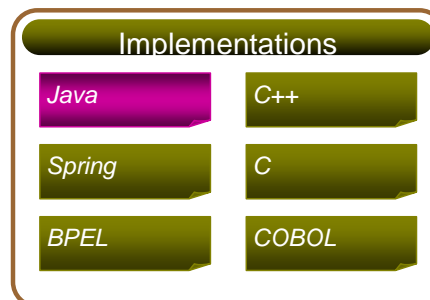 Implementations
Java
C++
Spring
C
BPEL
COBOL